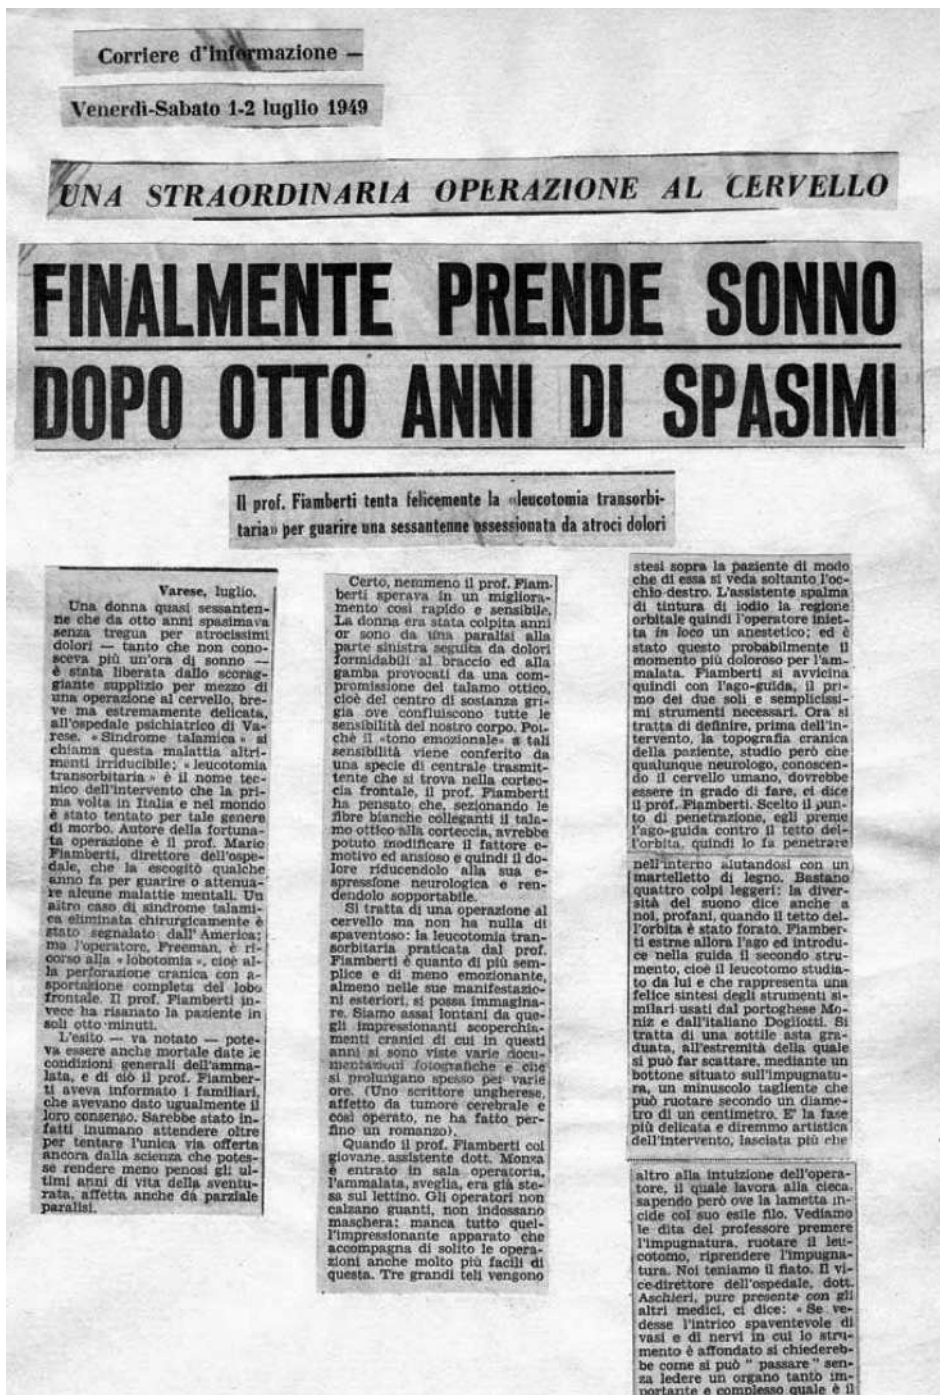 Corriere d'informazione —
Venerdì-Sabato 1-2 luglio 1949
UNA STRAORDINARIA OPERAZIONE AL CERVELLO
FINALMENTE PRENDE SONNO
DOPO OTTO ANNI DI SPASIMI
Il prof. Fiamberti tenta felicemente la «leucotomia transorbi-
taria» per guarire una sessantenne ossessionata da atroci dolori
Varese, luglio.
Una donna quasi sessanten-
ne che da otto anni spasimava
senza tregua per atrocissimi
dolori — tanto che non cono-
sceva più un'ora di sonno —
è stata liberata dallo scorag-
giante supplizio per mezzo di
una operazione al cervello, bre-
ve ma estremamente delicata,
all'ospedale psichiatrico di Va-
rese. «Sindrome talamica» si
chiama questa malattia altri-
menti irriducibile; «leucotomia
transorbitaria» è il nome tec-
nico dell'intervento che la pri-
ma volta in Italia e nel mondo
è stato tentato per tale genere
di morbo. Autore della fortuna-
ta operazione è il prof. Mario
Fiamberti, direttore dell'ospe-
dale, che la escogitò qualche
anno fa per guarire o attenua-
re alcune malattie mentali. Un
altro caso di sindrome talami-
ca eliminata chirurgicamente è
stato segnalato dall'America;
ma l'operatore, Freeman, è ri-
corso alla «lobotomia», cioè al-
la perforazione cranica con a-
sportazione completa del lobo
frontale. Il prof. Fiamberti in-
vece ha risanato la paziente in
soli otto minuti.
L'esito — va notato — pote-
va essere anche mortale date le
condizioni generali dell'amma-
lata, e di ciò il prof. Fiamber-
ti aveva informato i familiari,
che avevano dato ugualmente il
loro consenso. Sarebbe stato in-
fatti inumano attendere oltre
per tentare l'unica via offerta
ancora dalla scienza che potes-
se rendere meno penosi gli ul-
timi anni di vita della sventu-
rata, affetta anche da parziale
paralisi.
Certo, nemmeno il prof. Fiam-
berti sperava in un migliora-
mento così rapido e sensibile.
La donna era stata colpita anni
or sono da una paralisi alla
parte sinistra seguita da dolori
formidabili al braccio ed alla
gamba provocati da una com-
promissione del talamo ottico,
cioè del centro di sostanza gri-
gia ove confluiscono tutte le
sensibilità del nostro corpo. Poi-
chè il «tono emozionale» a tali
sensibilità viene conferito da
una specie di centrale trasmit-
tente che si trova nella cortec-
cia frontale, il prof. Fiamberti
ha pensato che, sezionando le
fibre bianche colleganti il tala-
mo ottico alla corteccia, avrebbe
potuto modificare il fattore e-
motivo ed ansioso e quindi il do-
lore riducendolo alla sua e-
spressione neurologica e ren-
dendolo sopportabile.
Si tratta di una operazione al
cervello ma non ha nulla di
spaventoso: la leucotomia tran-
sorbitaria praticata dal prof.
Fiamberti è quanto di più sem-
plice e di meno emozionante,
almeno nelle sue manifestazio-
ni esteriori, si possa immagina-
re. Siamo assai lontani da que-
gli impressionanti scoperchia-
menti cranici di cui in questi
anni si sono viste varie docu-
mentazioni fotografiche e che
si prolungano spesso per varie
ore. (Uno scrittore ungherese,
affetto da tumore cerebrale e
così operato, ne ha fatto per-
fino un romanzo).
Quando il prof. Fiamberti col
giovane assistente dott. Monza
è entrato in sala operatoria,
l'ammalata, sveglia, era già ste-
sa sul lettino. Gli operatori non
calzano guanti, non indossano
maschera; manca tutto quel-
l'impressionante apparato che
accompagna di solito le opera-
zioni anche molto più facili di
questa. Tre grandi teli vengono
stesi sopra la paziente di modo
che di essa si veda soltanto l'oc-
chio destro. L'assistente spalma
di tintura di iodio la regione
orbitale quindi l'operatore iniet-
ta in loco un anestetico; ed è
stato questo probabilmente il
momento più doloroso per l'am-
malata. Fiamberti si avvicina
quindi con l'ago-guida, il pri-
mo dei due soli e semplicissi-
mi strumenti necessari. Ora si
tratta di definire, prima dell'in-
tervento, la topografia cranica
della paziente, studio però che
qualunque neurologo, conoscen-
do il cervello umano, dovrebbe
essere in grado di fare, ci dice
il prof. Fiamberti. Scelto il pun-
to di penetrazione, egli preme
l'ago-guida contro il tetto del-
l'orbita, quindi lo fa penetrare
nell'interno aiutandosi con un
martelletto di legno. Bastano
quattro colpi leggeri: la diver-
sità del suono dice anche a
noi, profani, quando il tetto del-
l'orbita è stato forato. Fiamber-
ti estrae allora l'ago ed introdu-
ce nella guida il secondo stru-
mento, cioè il leucotomo studia-
to da lui e che rappresenta una
felice sintesi degli strumenti si-
milari usati dal portoghese Mo-
niz e dall'italiano Dogliotti. Si
tratta di una sottile asta gra-
duata, all'estremità della quale
si può far scattare, mediante un
bottone situato sull'impugnatu-
ra, un minuscolo tagliente che
può ruotare secondo un diame-
tro di un centimetro. E' la fase
più delicata e diremmo artistica
dell'intervento, lasciata più che
altro alla intuizione dell'opera-
tore, il quale lavora alla cieca.
sapendo però ove la lametta in-
cide col suo esile filo. Vediamo
le dita del professore premere
l'impugnatura, ruotare il leu-
cotomo, riprendere l'impugna-
tura. Noi teniamo il fiato. Il vi-
ce-direttore dell'ospedale, dott.
Aschieri, pure presente con gli
altri medici, ci dice: «Se ve-
desse l'intrico spaventevole di
vasi e di nervi in cui lo stru-
mento è affondato si chiedereb-
be come si può "passare" sen-
za ledere un organo tanto im-
portante e complesso quale è il